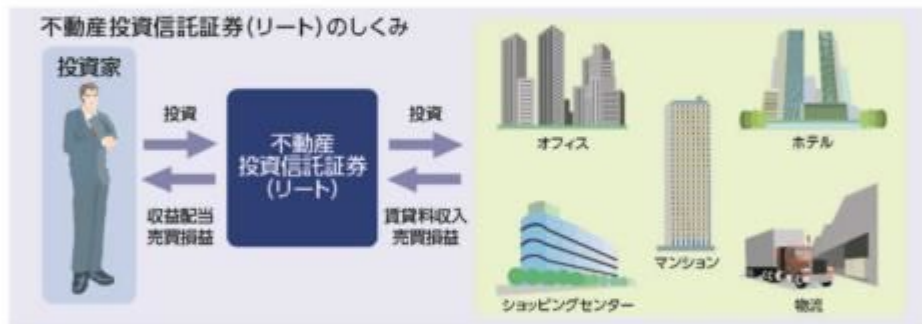 不動産投資信託証券(リート)のしくみ
投資家
投資
収益配当
売買損益
不動産
投資信託証券
(リート)
投資
賃貸料収入
売買損益
オフィス
ホテル
マンション
ショッピングセンター
物流